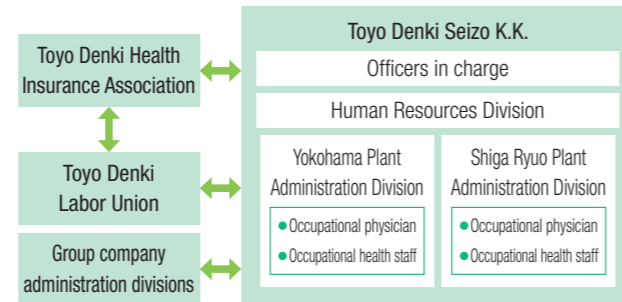 Toyo Denki Health
Insurance Association
Toyo Denki
Labor Union
Group company
administration divisions
Toyo Denki Seizo K.K.
Officers in charge
Human Resources Division
Yokohama Plant
Administration Division
● Occupational physician
● Occupational health staff
Shiga Ryuo Plant
Administration Division
● Occupational physician
● Occupational health staff